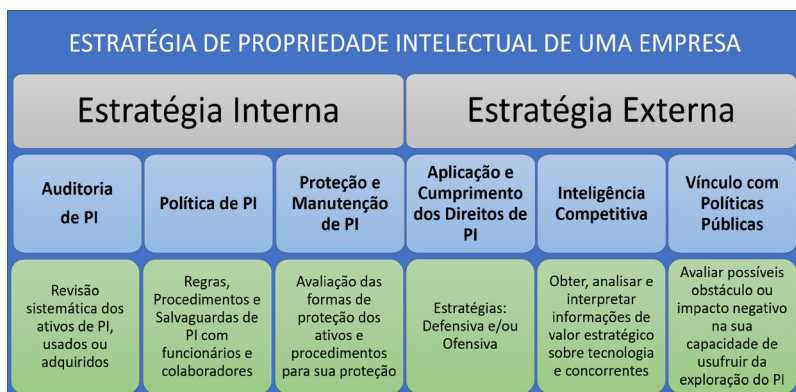 ESTRATÉGIA DE PROPRIEDADE INTELECTUAL DE UMA EMPRESA
Estratégia Interna
Estratégia Externa
Auditoria
de PI
Política de PI
Proteção e
Manutenção
de PI
Aplicação e
Cumprimento
dos Direitos de
PI
Inteligência
Competitiva
Vínculo com
Políticas
Públicas
Revisão
sistemática dos
ativos de PI,
usados ou
adquiridos
Regras,
Procedimentos e
Salvaguardas de
PI com
funcionários e
colaboradores
Avaliação das
formas de
proteção dos
ativos e
procedimentos
para sua proteção
Estratégias:
Defensiva e/ou
Ofensiva
Obter, analisar e
interpretar
informações de
valor estratégico
sobre tecnologia
e concorrentes
Avaliar possíveis
obstáculo ou
impacto negativo
na sua
capacidade de
usufruir da
exploração do PI